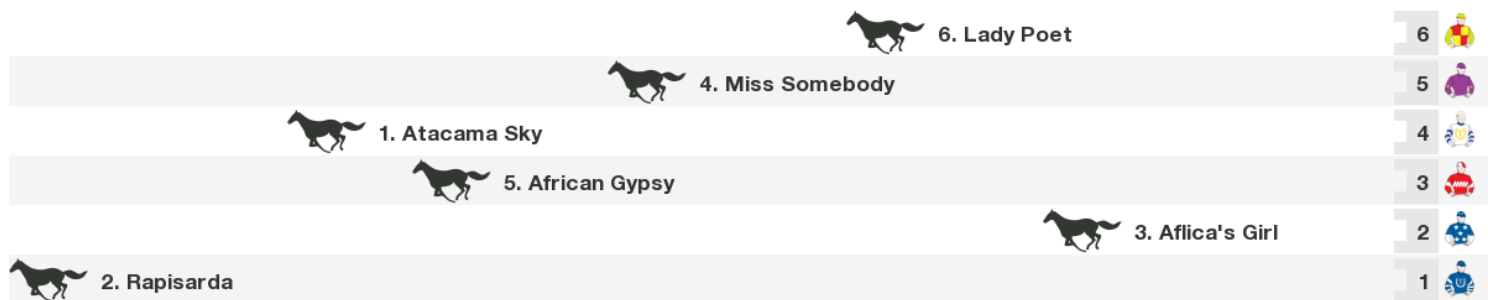 6. Lady Poet 6
4. Miss Somebody 5
1. Atacama Sky 4
5. African Gypsy 3
3. Aflica's Girl 2
2. Rapisarda 1